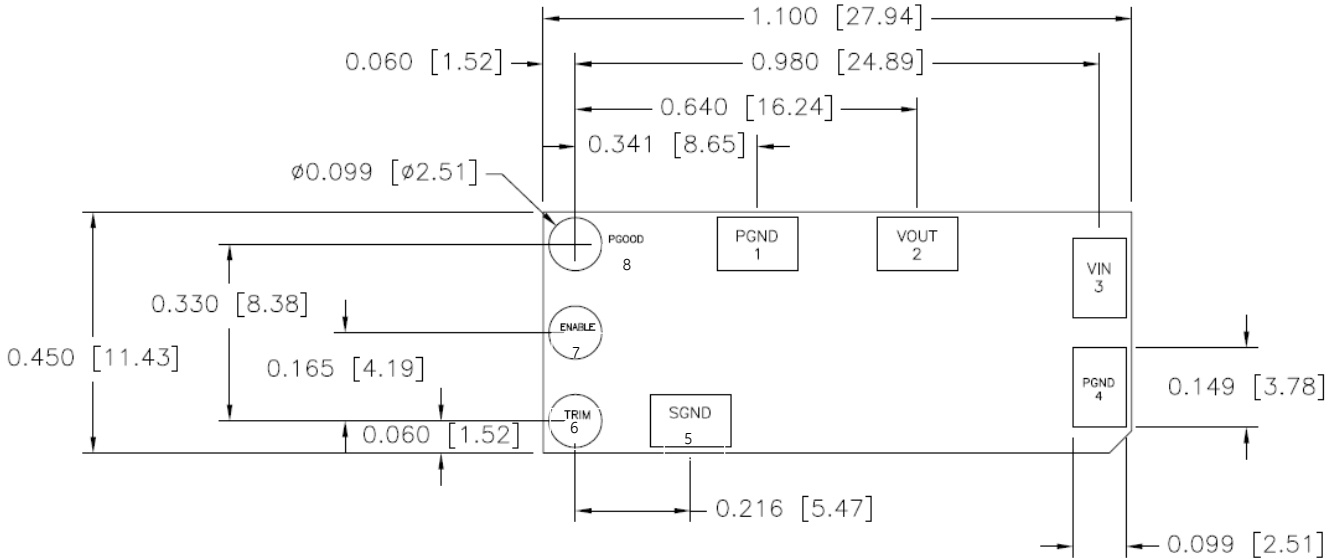 1.100 [27.94]
0.060 [1.52]
0.980 [24.89]
0.640 [16.24]
0.341 [8.65]
ø0.099 [ø2.51]
PGOOD
8
PGND
1
VOUT
2
VIN
3
0.330 [8.38]
ENABLE
7
0.450 [11.43]
0.165 [4.19]
PGND
4
0.149 [3.78]
TRIM
6
0.060 [1.52]
SGND
5
0.216 [5.47]
0.099 [2.51]